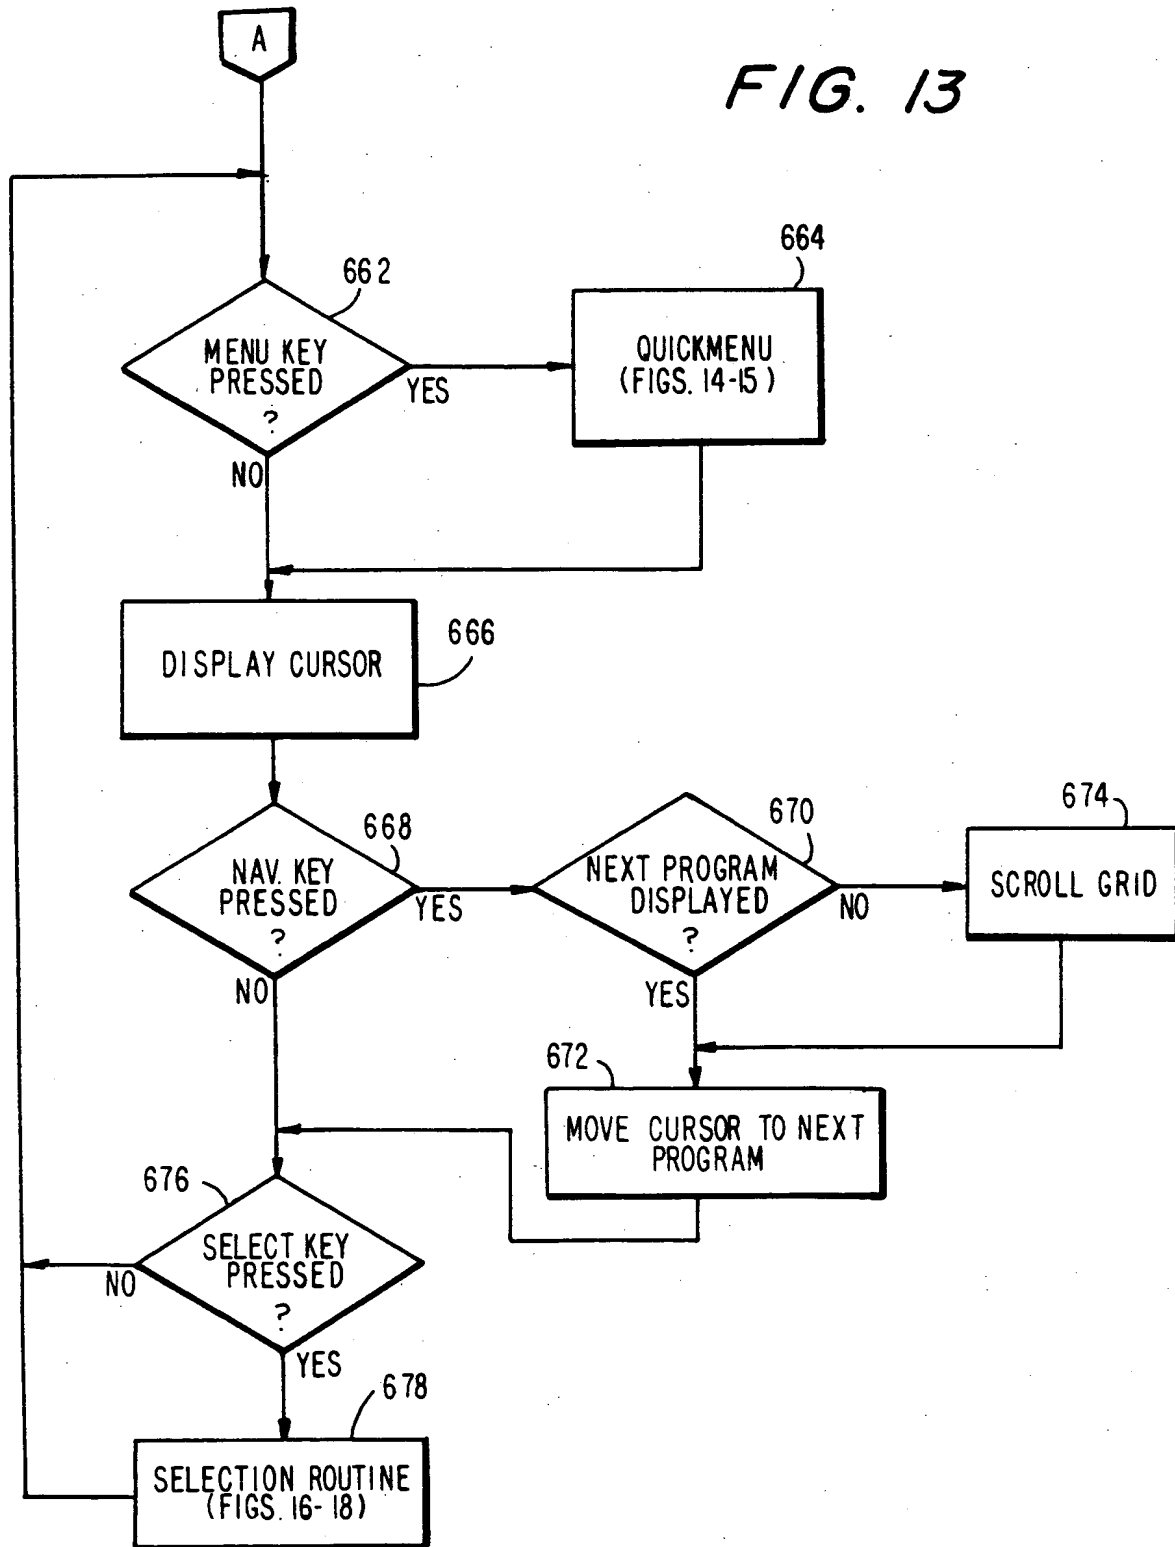 A
FIG. 13
662
MENU KEY
PRESSED
?
YES
NO
664
QUICKMENU
(FIGS. 14-15)
666
DISPLAY CURSOR
668
NAV. KEY
PRESSED
?
YES
NO
670
NEXT PROGRAM
DISPLAYED
?
NO
YES
674
SCROLL GRID
672
MOVE CURSOR TO NEXT
PROGRAM
676
SELECT KEY
PRESSED
?
NO
YES
678
SELECTION ROUTINE
(FIGS. 16-18)